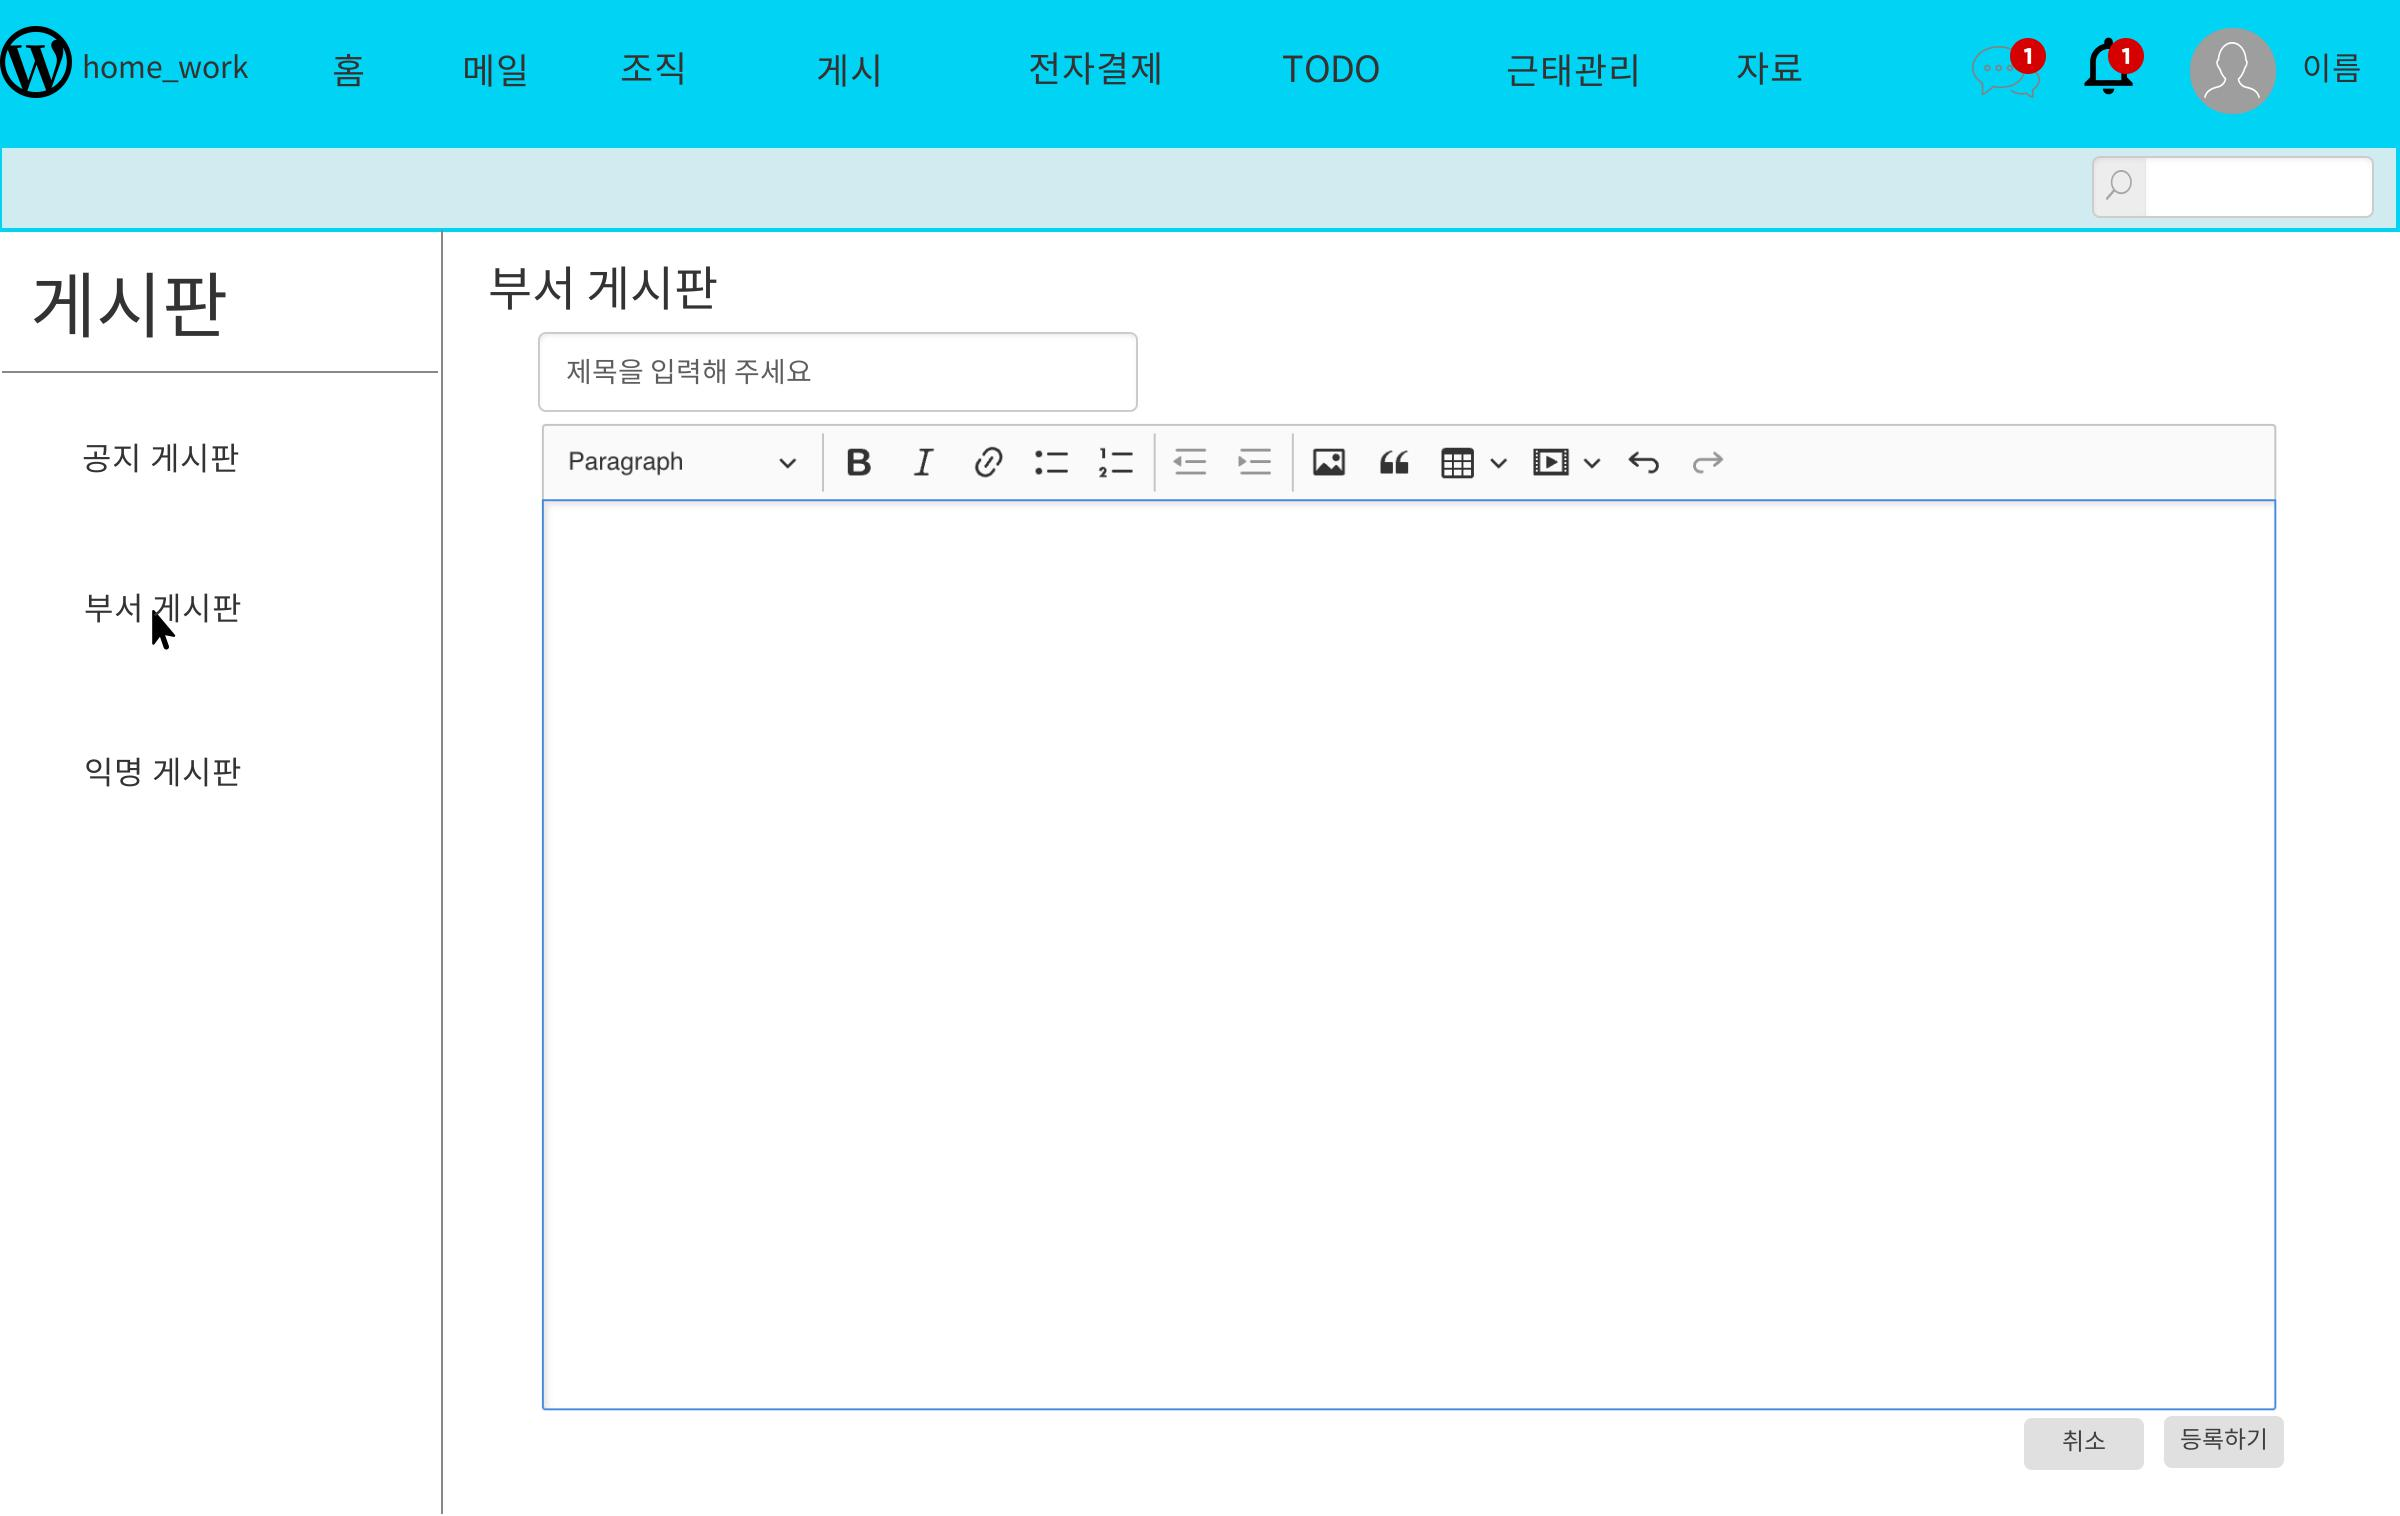 home_work 홈 메일 조직 게시 전자결제 TODO 근태관리 자료 1 1 이름
게시판
공지 게시판
부서 게시판
익명 게시판
부서 게시판
제목을 입력해 주세요
Paragraph
취소 등록하기